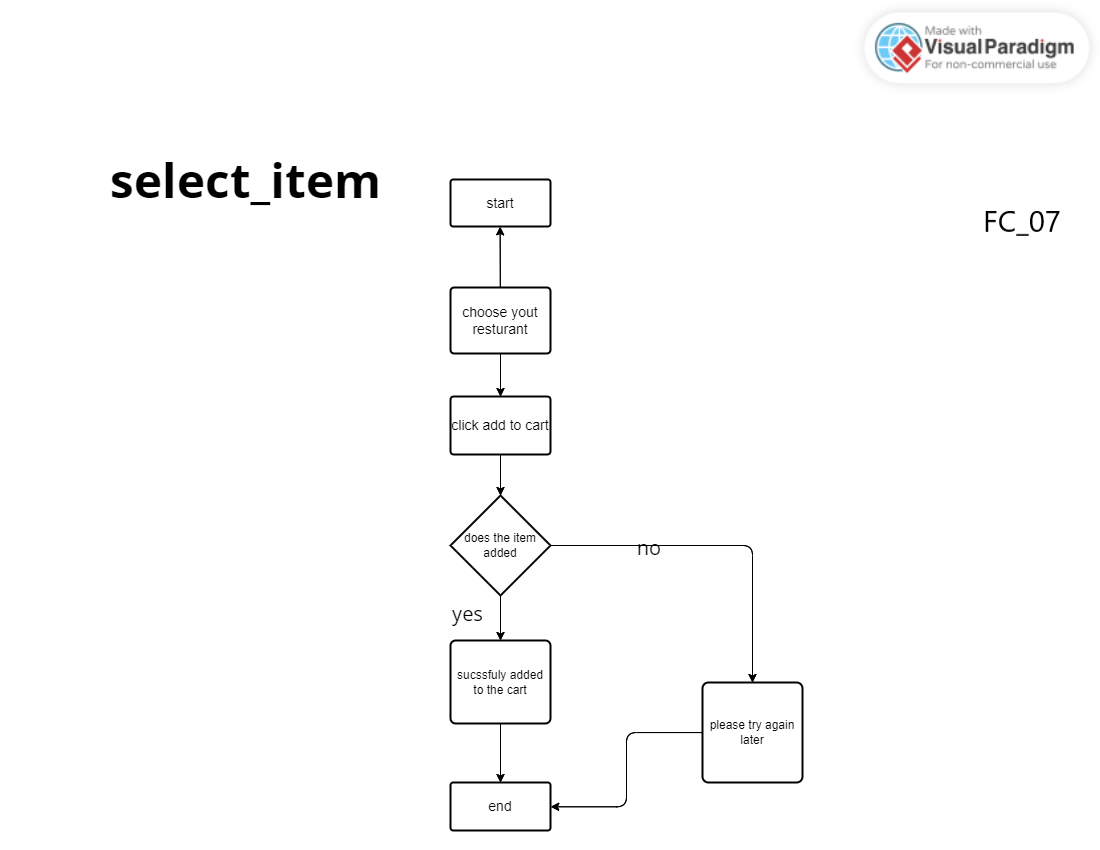 Made with
Visual Paradigm
For non-commercial use
select_item
start
FC_07
choose yout
resturant
click add to cart
does the item
added
no
yes
sucssfuly added
to the cart
please try again
later
end